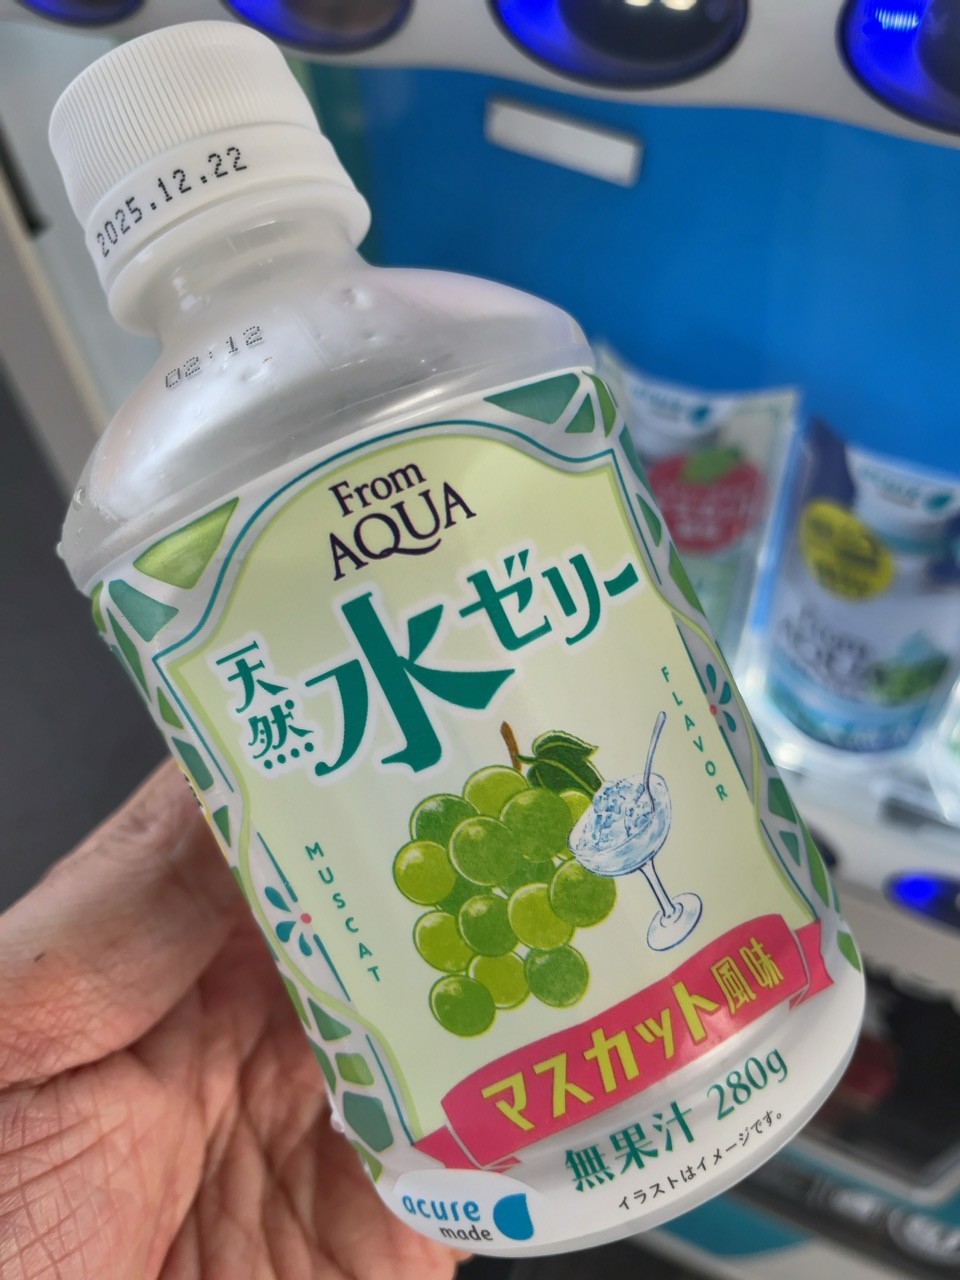 2025.12.22
02:12
From
AQUA
天然水ゼリー
FLAVOR
MUSCAT
マスカット風味
無果汁 280g
イラストはイメージです。
acure
made
From
AQUA